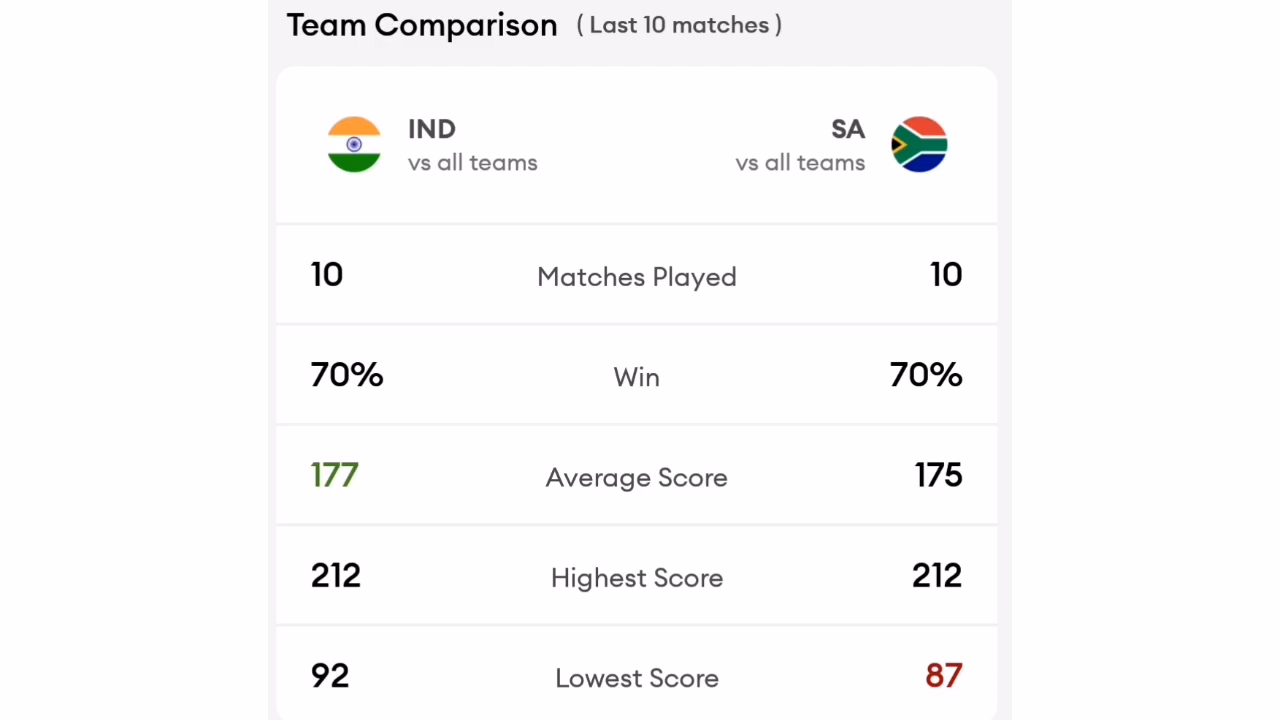 Team Comparison ( Last 10 matches )
IND SA
vs all teams vs all teams
10 Matches Played 10
70% Win 70%
177 Average Score 175
212 Highest Score 212
92 Lowest Score 87